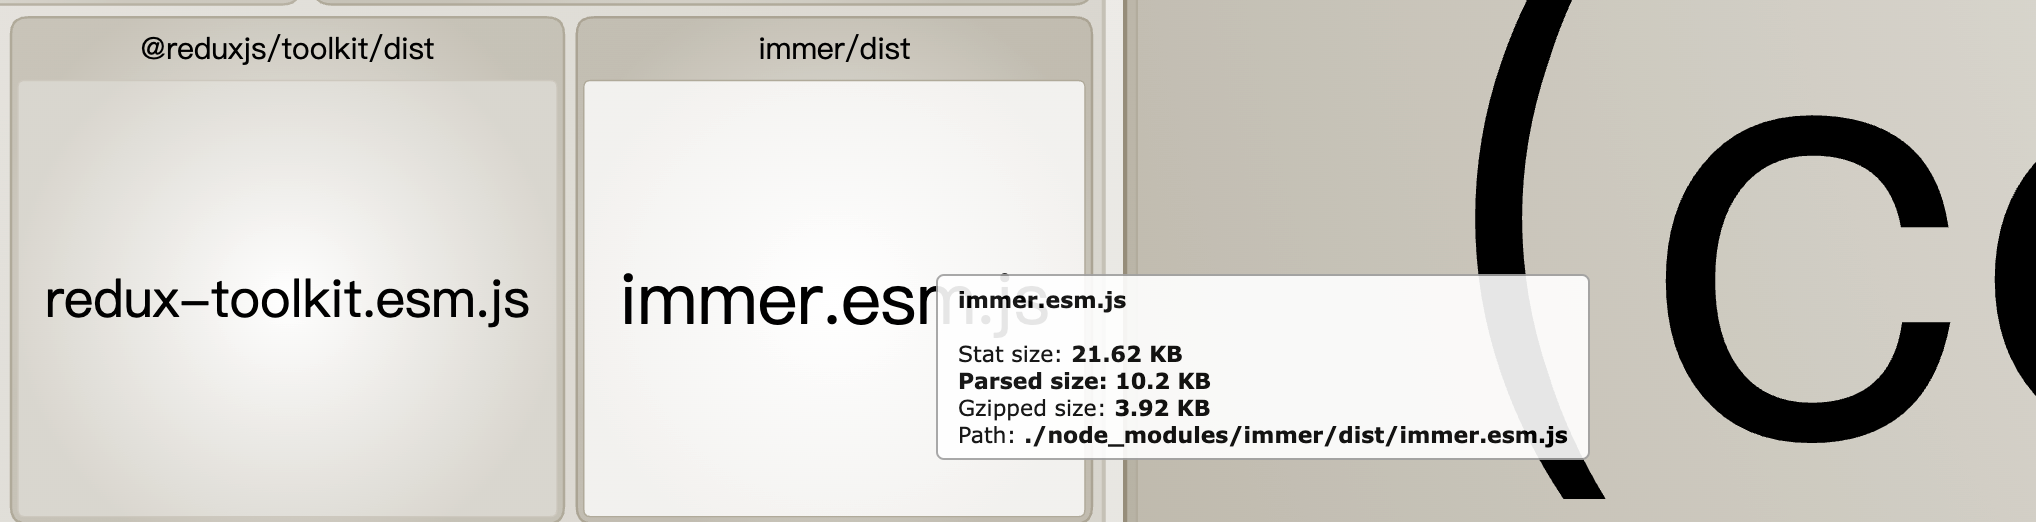 @reduxjs/toolkit/dist
immer/dist
redux-toolkit.esm.js
immer.esm.js
immer.esm.js
Stat size: 21.62 KB
Parsed size: 10.2 KB
Gzipped size: 3.92 KB
Path: ./node_modules/immer/dist/immer.esm.js
(c